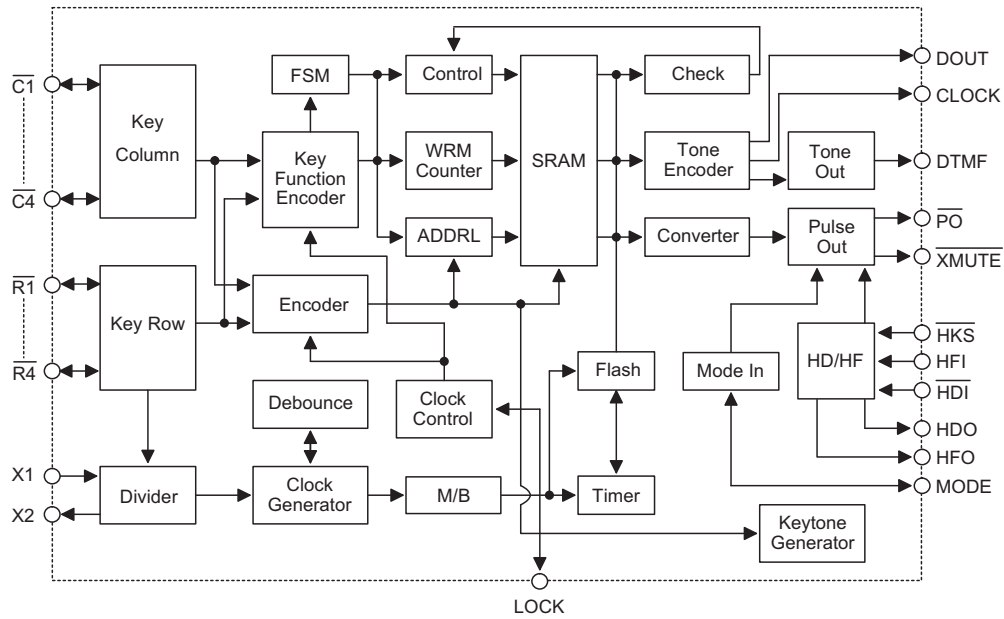 C1
C4
R1
R4
X1
X2
Key
Column
Key Row
Divider
FSM
Key
Function
Encoder
Encoder
Debounce
Clock
Generator
Clock
Control
Control
WRM
Counter
ADDRL
M/B
SRAM
Check
Tone
Encoder
Converter
Flash
Timer
Tone
Out
Pulse
Out
Mode In
HD/HF
Keytone
Generator
DOUT
CLOCK
DTMF
PO
XMUTE
HKS
HFI
HDI
HDO
HFO
MODE
LOCK